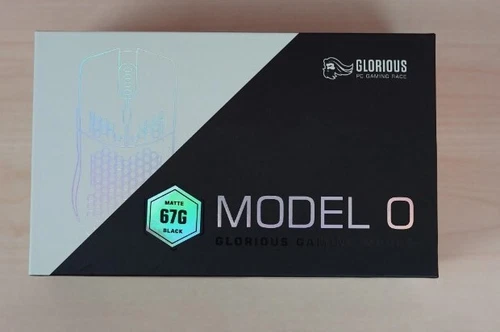 GLORIOUS
PC GAMING RACE
MATTE
67G
BLACK
MODEL O
GLORIOUS GAMING MOUSE